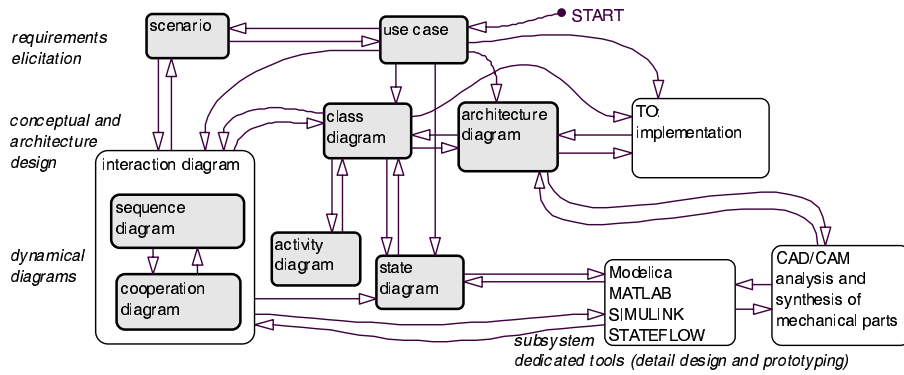 START
scenario
use case
requirements
elicitation
conceptual and
architecture
design
class
diagram
architecture
diagram
TO:
implementation
interaction diagram
sequence
diagram
dynamical
diagrams
activity
diagram
state
diagram
cooperation
diagram
Modelica
MATLAB
SIMULINK
STATEFLOW
CAD/CAM
analysis and
synthesis of
mechanical parts
subsystem
dedicated tools (detail design and prototyping)